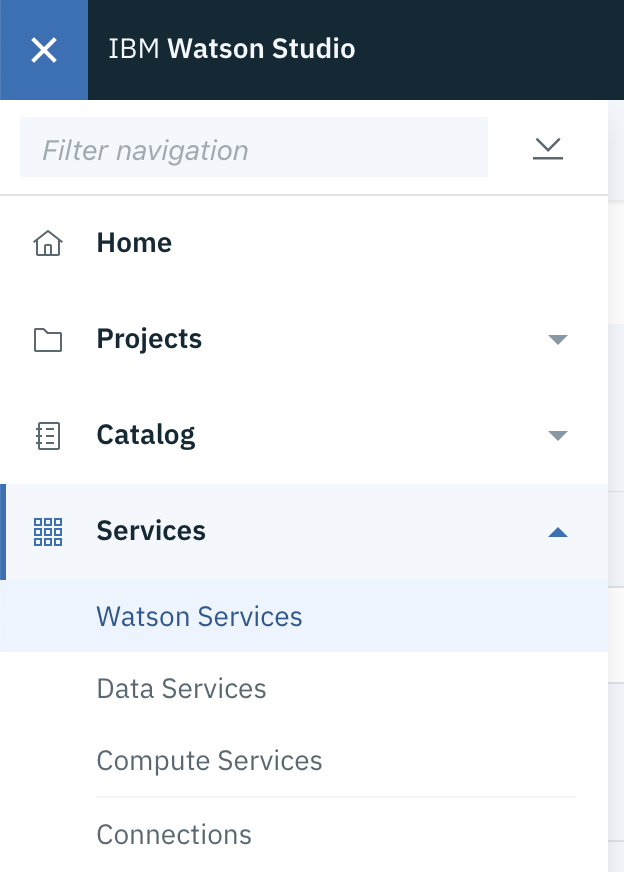 IBM Watson Studio
Filter navigation
Home
Projects
Catalog
Services
Watson Services
Data Services
Compute Services
Connections